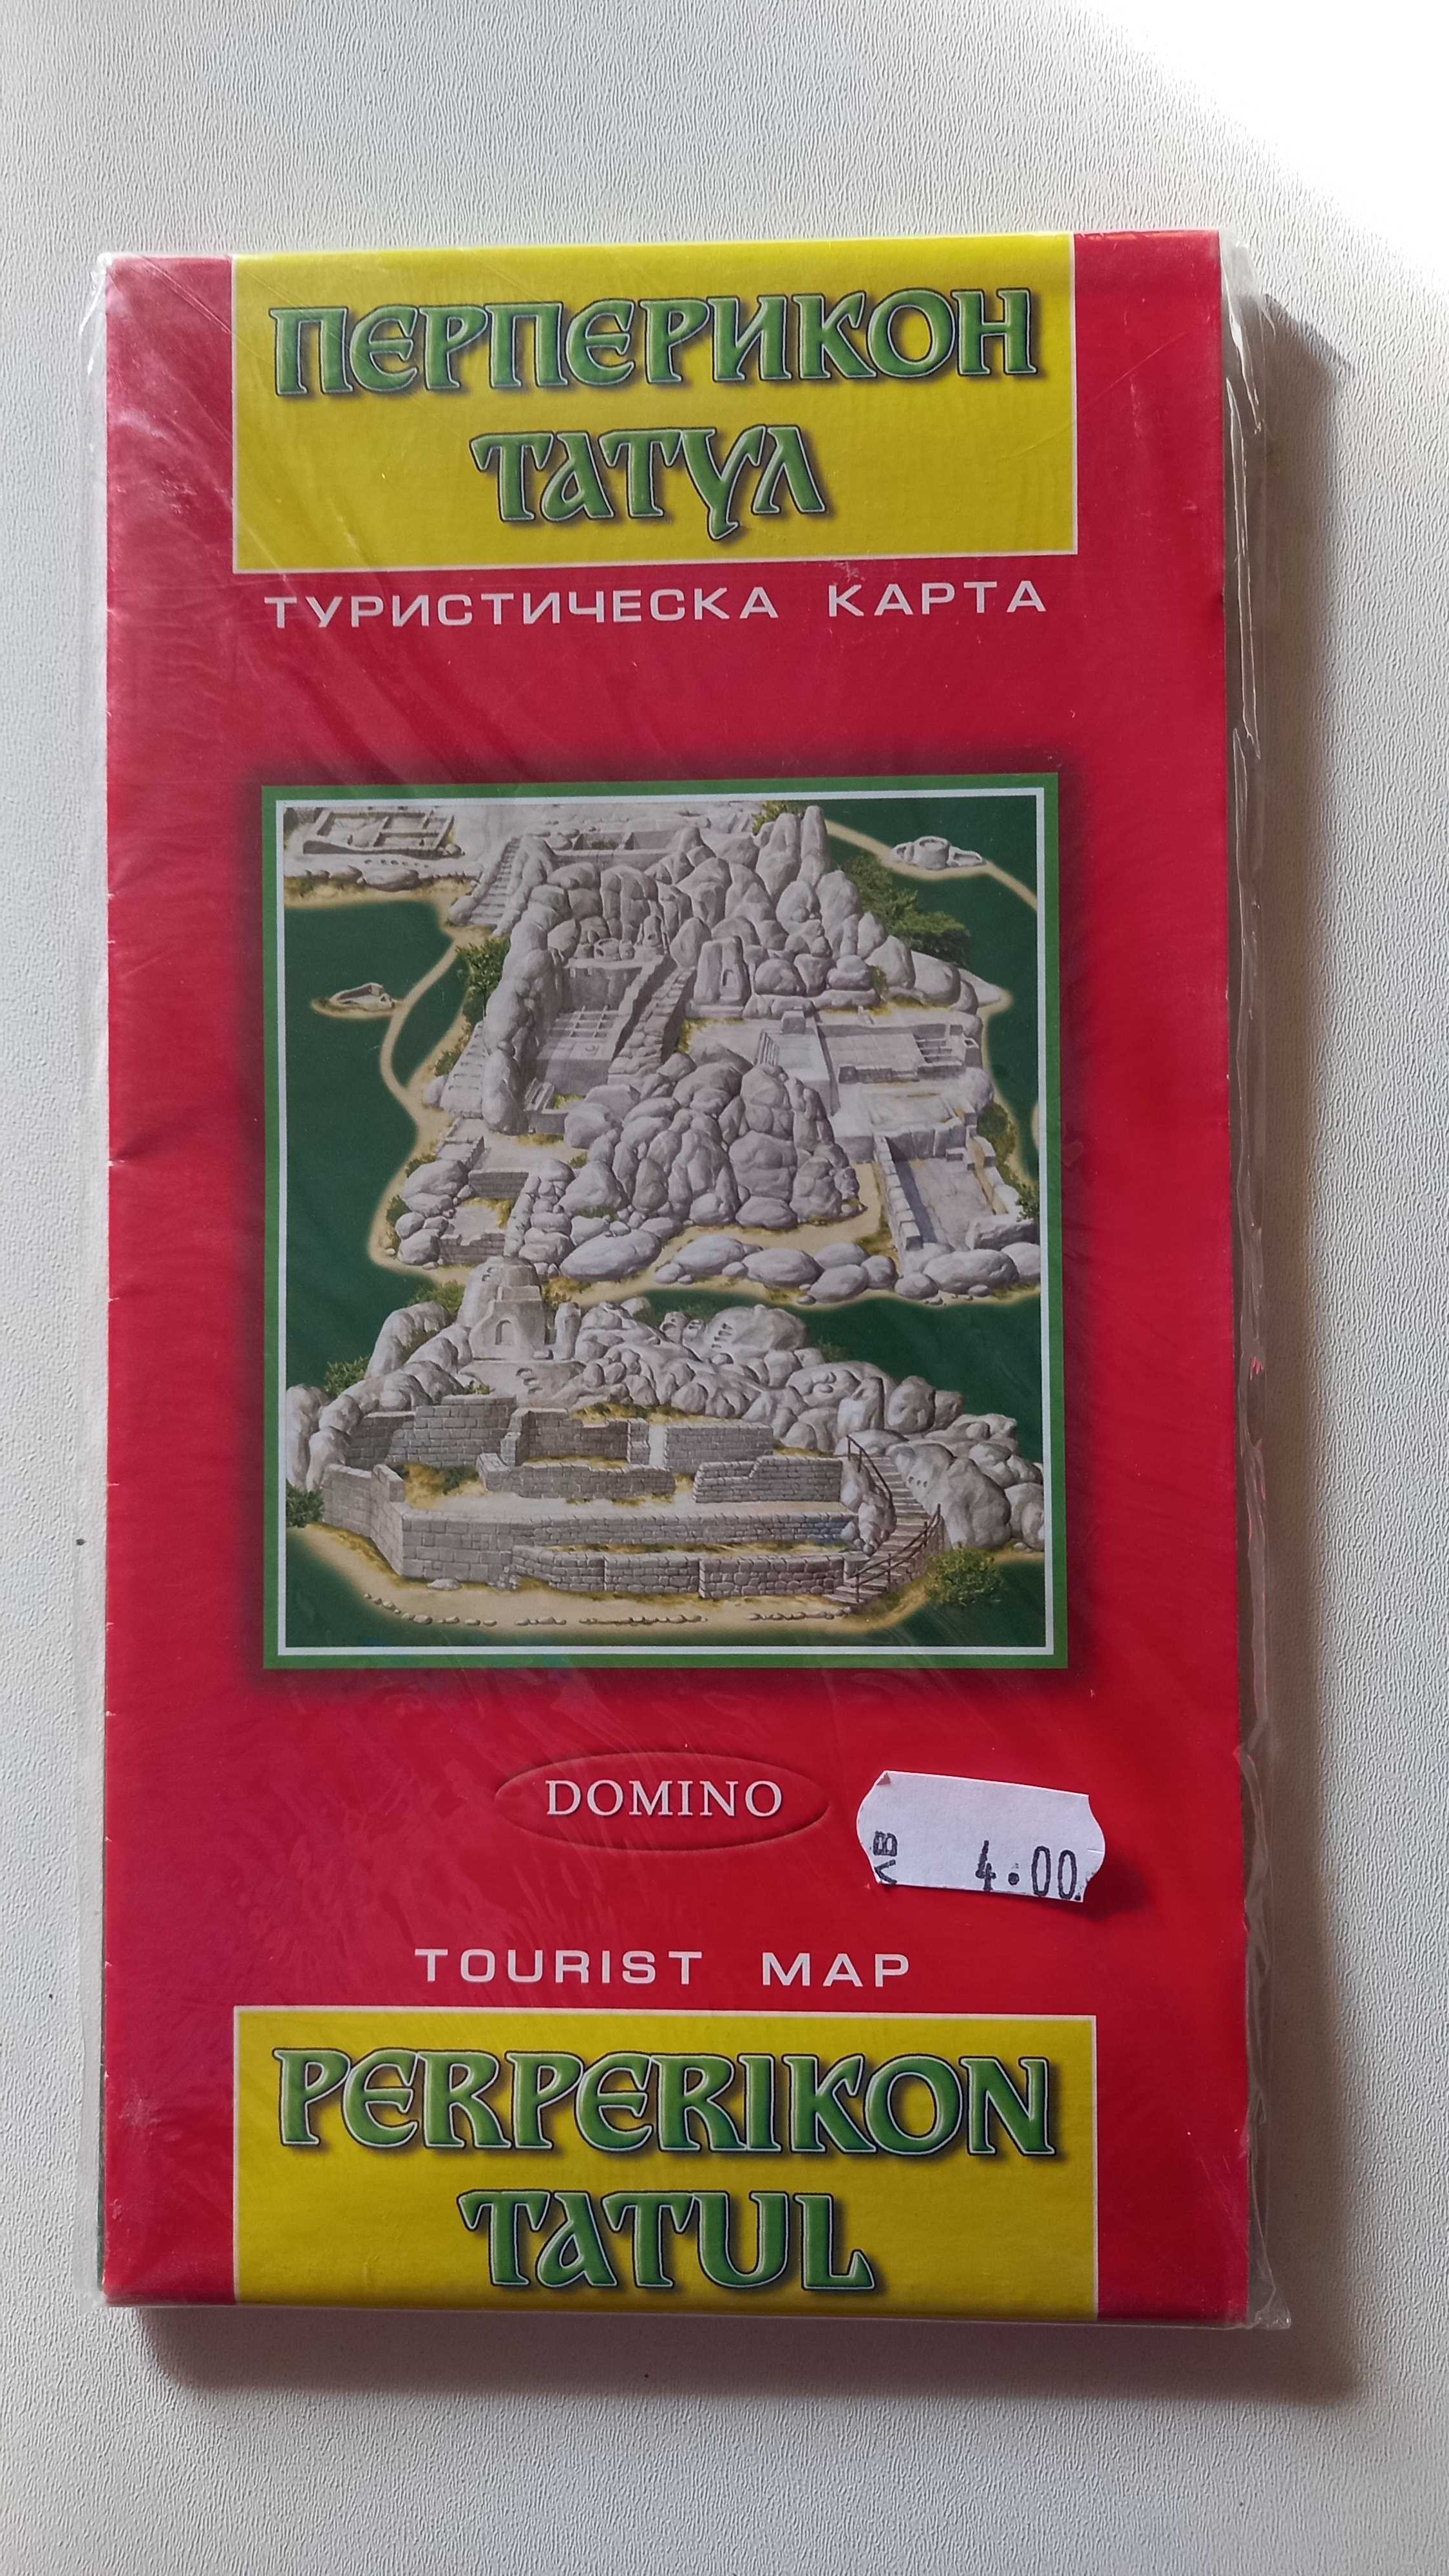 ПЕРПЕРИКОН
ТАТУЛ
ТУРИСТИЧЕСКА КАРТА
DOMINO
ЛВ 4.00
TOURIST MAP
PERPERIKON
TATUL